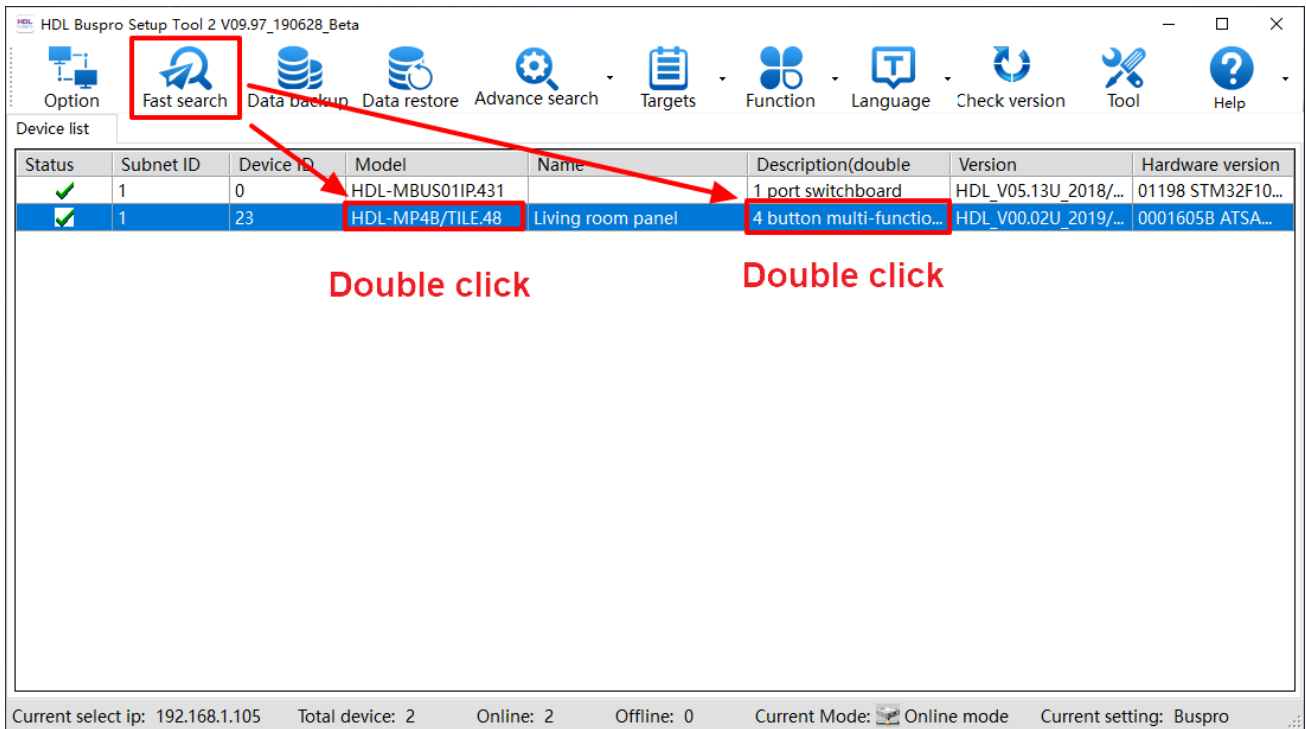 HDL Buspro Setup Tool 2 V09.97_190628_Beta
Option Fast search Data backup Data restore Advance search Targets Function Language Check version Tool Help
Device list
Status Subnet ID Device ID Model Name Description(double Version Hardware version
1 0 HDL-MBUS01IP.431 1 port switchboard HDL_V05.13U_2018/... 01198 STM32F10...
1 23 HDL-MP4B/TILE.48 Living room panel 4 button multi-functio... HDL_V00.02U_2019/... 0001605B ATSA...
Double click Double click
Current select ip: 192.168.1.105 Total device: 2 Online: 2 Offline: 0 Current Mode: Online mode Current setting: Buspro